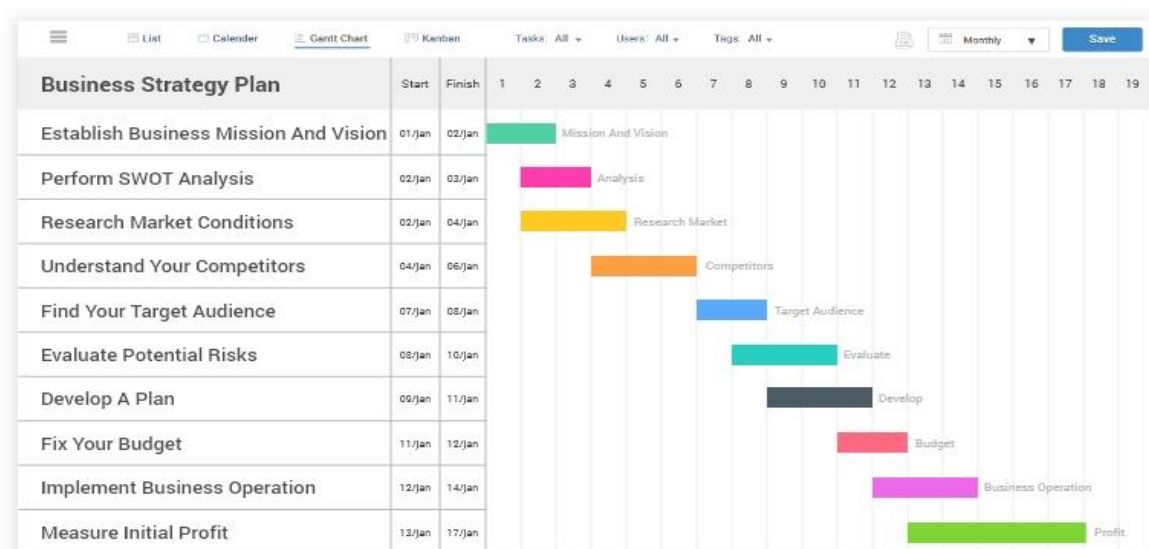 List Calender Gantt Chart Kanban Tasks: All Users: All Tags: All Monthly Save
Business Strategy Plan Start Finish 1 2 3 4 5 6 7 8 9 10 11 12 13 14 15 16 17 18 19
Establish Business Mission And Vision 01/Jan 02/Jan Mission And Vision
Perform SWOT Analysis 02/Jan 03/Jan Analysis
Research Market Conditions 02/Jan 04/Jan Research Market
Understand Your Competitors 04/Jan 06/Jan Competitors
Find Your Target Audience 07/Jan 08/Jan Target Audience
Evaluate Potential Risks 08/Jan 10/Jan Evaluate
Develop A Plan 09/Jan 11/Jan Develop
Fix Your Budget 11/Jan 12/Jan Budget
Implement Business Operation 12/Jan 14/Jan Business Operation
Measure Initial Profit 13/Jan 17/Jan Profit